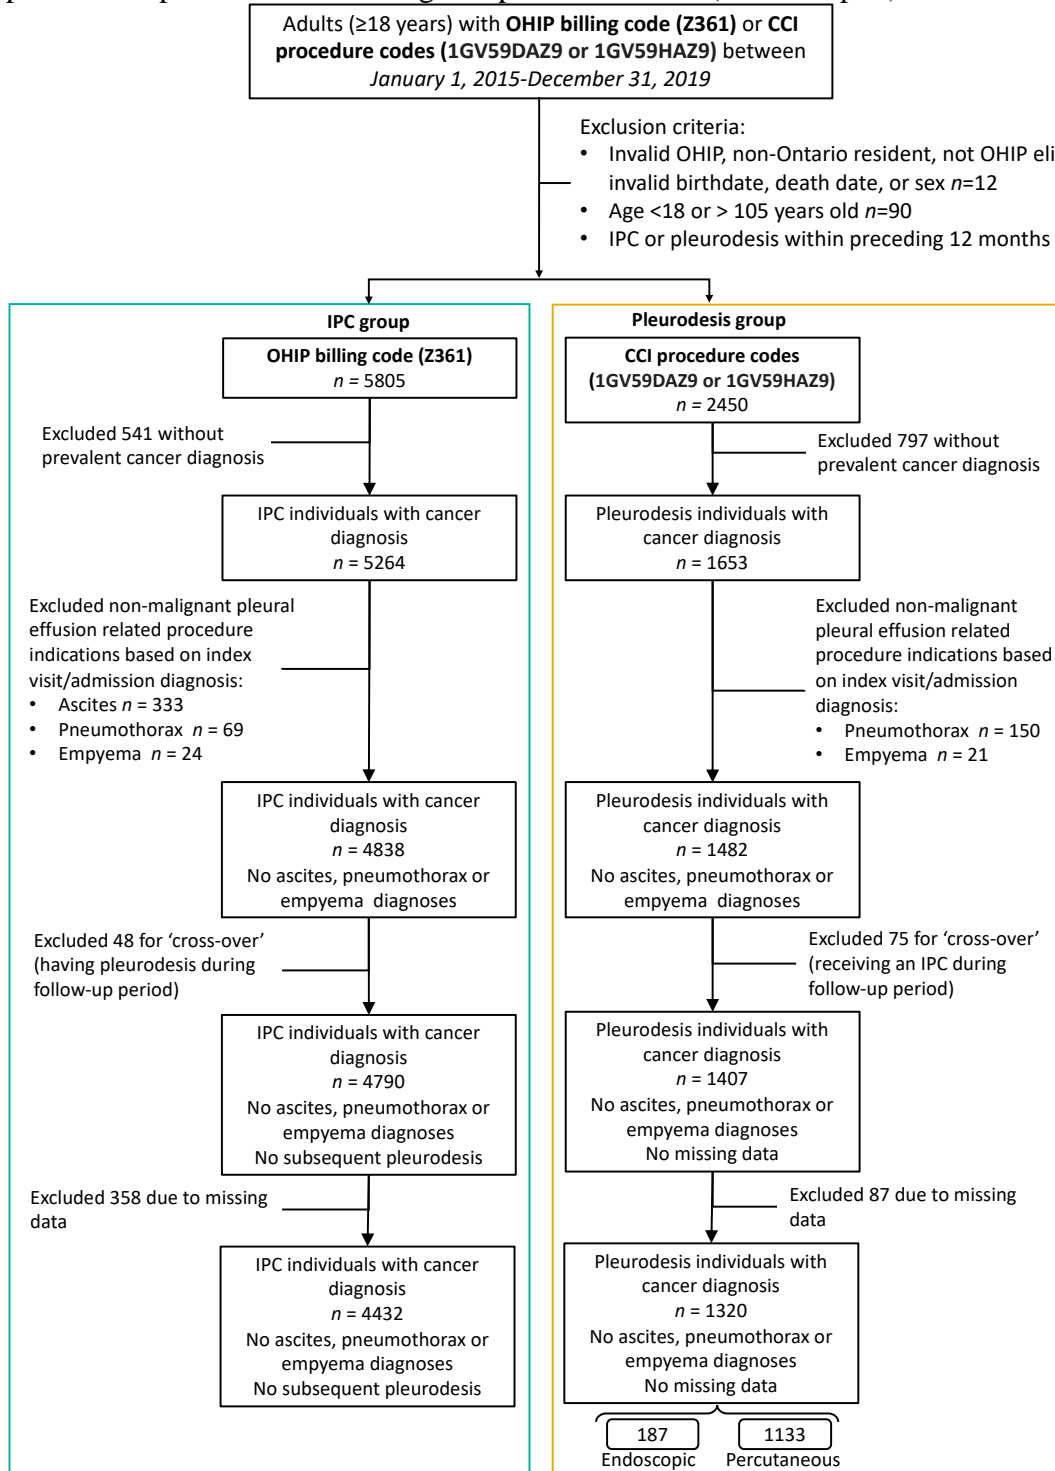 Adults (≥18 years) with OHIP billing code (Z361) or CCI
procedure codes (1GV59DAZ9 or 1GV59HAZ9) between
January 1, 2015-December 31, 2019
Exclusion criteria:
• Invalid OHIP, non-Ontario resident, not OHIP eli
invalid birthdate, death date, or sex n=12
• Age <18 or > 105 years old n=90
• IPC or pleurodesis within preceding 12 months
IPC group
OHIP billing code (Z361)
n = 5805
Excluded 541 without
prevalent cancer diagnosis
IPC individuals with cancer
diagnosis
n = 5264
Excluded non-malignant pleural
effusion related procedure
indications based on index
visit/admission diagnosis:
• Ascites n = 333
• Pneumothorax n = 69
• Empyema n = 24
IPC individuals with cancer
diagnosis
n = 4838
No ascites, pneumothorax or
empyema diagnoses
Excluded 48 for ‘cross-over’
(having pleurodesis during
follow-up period)
IPC individuals with cancer
diagnosis
n = 4790
No ascites, pneumothorax or
empyema diagnoses
No subsequent pleurodesis
Excluded 358 due to missing
data
IPC individuals with cancer
diagnosis
n = 4432
No ascites, pneumothorax or
empyema diagnoses
No subsequent pleurodesis
Pleurodesis group
CCI procedure codes
(1GV59DAZ9 or 1GV59HAZ9)
n = 2450
Excluded 797 without
prevalent cancer diagnosis
Pleurodesis individuals with
cancer diagnosis
n = 1653
Excluded non-malignant
pleural effusion related
procedure indications based
on index visit/admission
diagnosis:
• Pneumothorax n = 150
• Empyema n = 21
Pleurodesis individuals with
cancer diagnosis
n = 1482
No ascites, pneumothorax or
empyema diagnoses
Excluded 75 for ‘cross-over’
(receiving an IPC during
follow-up period)
Pleurodesis individuals with
cancer diagnosis
n = 1407
No ascites, pneumothorax or
empyema diagnoses
No missing data
Excluded 87 due to missing
data
Pleurodesis individuals with
cancer diagnosis
n = 1320
No ascites, pneumothorax or
empyema diagnoses
No missing data
187 1133
Endoscopic Percutaneous